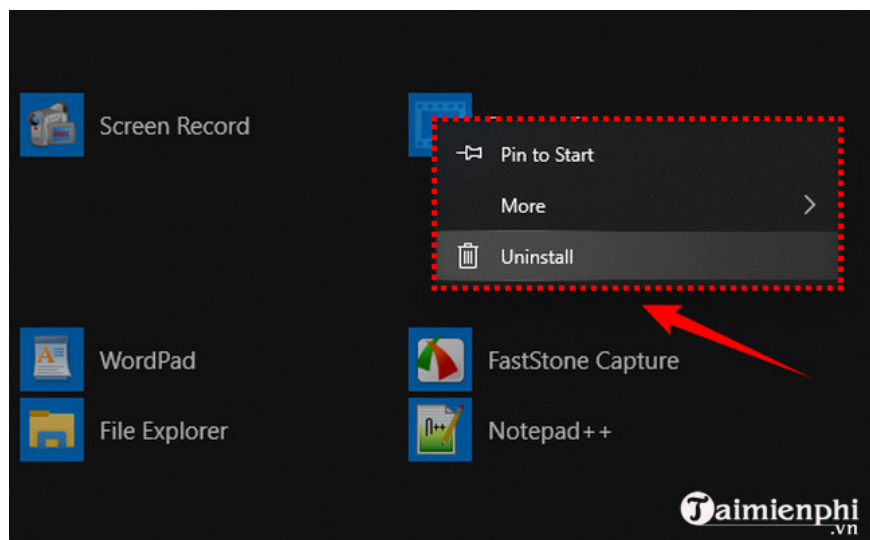 Screen Record
Pin to Start
More
Uninstall
WordPad
FastStone Capture
File Explorer
Notepad++
Taimienphi
.vn